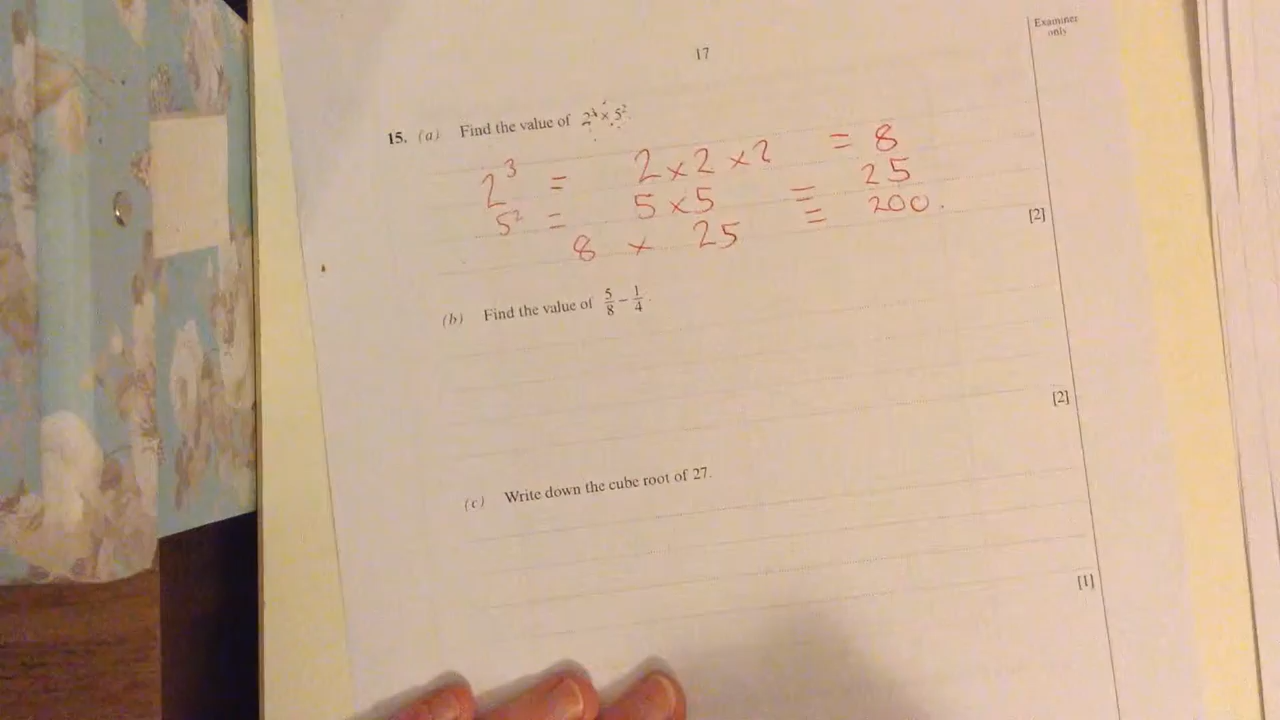 Examiner
only
17
15. (a) Find the value of 2³ × 5².
2³ = 2 × 2 × 2 = 8
5² = 5 × 5 = 25
8 × 25 = 200.
[2]
(b) Find the value of 5/8 − 1/4.
[2]
(c) Write down the cube root of 27.
[1]